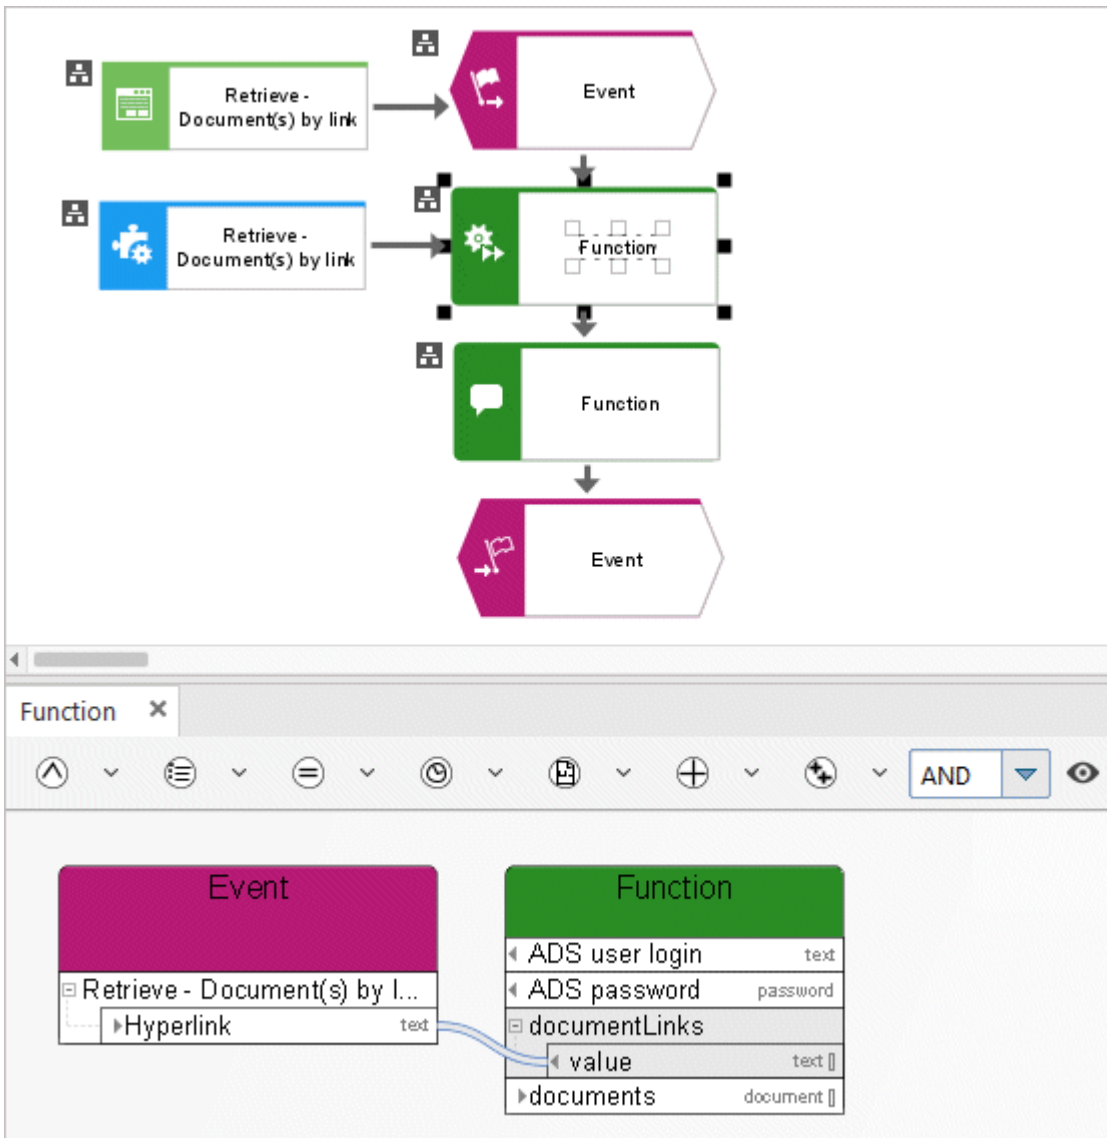 Retrieve -
Document(s) by link
Event
Retrieve -
Document(s) by link
Function
Function
Event
Function
AND
Event
Retrieve - Document(s) by l...
Hyperlink text
Function
ADS user login text
ADS password password
documentLinks
value text []
documents document []